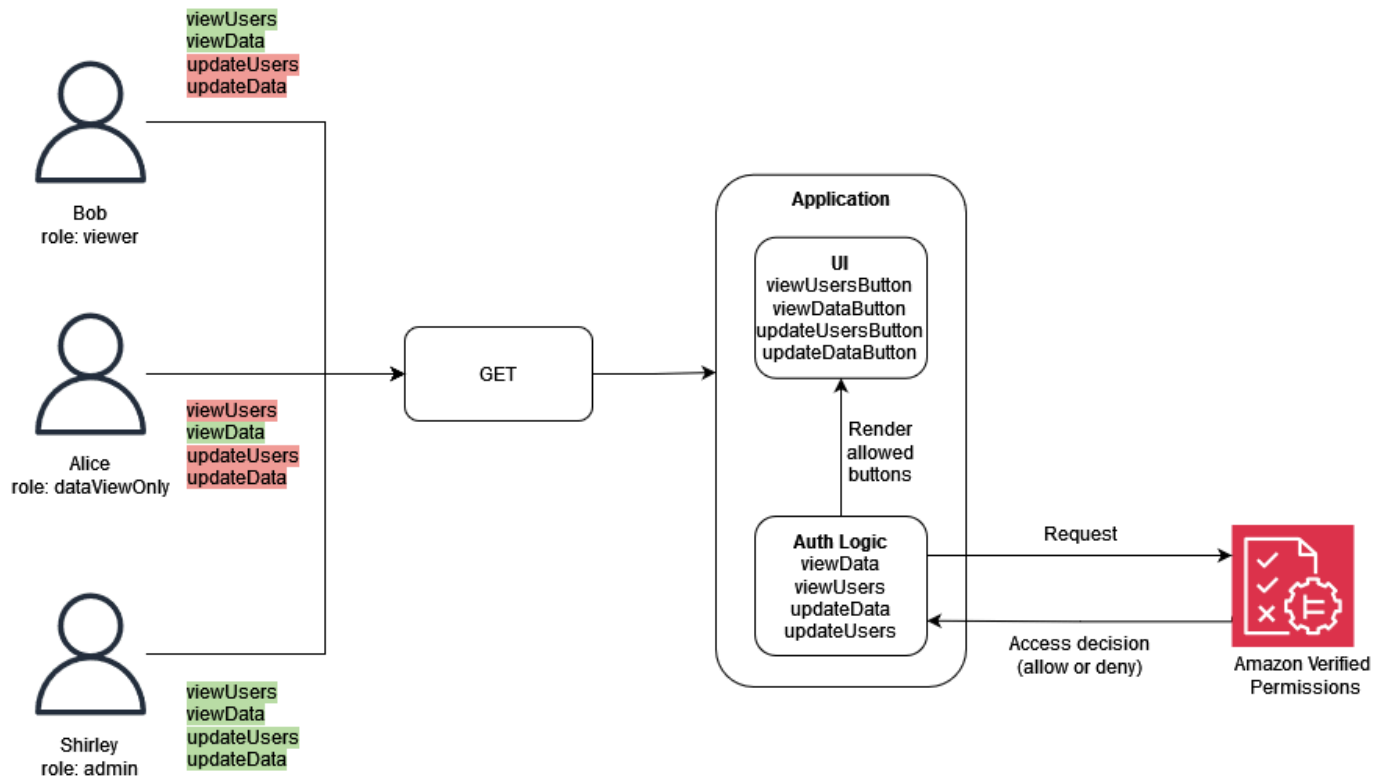 viewUsers
viewData
updateUsers
updateData
Bob
role: viewer
viewUsers
viewData
updateUsers
updateData
Alice
role: dataViewOnly
viewUsers
viewData
updateUsers
updateData
Shirley
role: admin
GET
Application
UI
viewUsersButton
viewDataButton
updateUsersButton
updateDataButton
Render
allowed
buttons
Auth Logic
viewData
viewUsers
updateData
updateUsers
Request
Access decision
(allow or deny)
Amazon Verified
Permissions